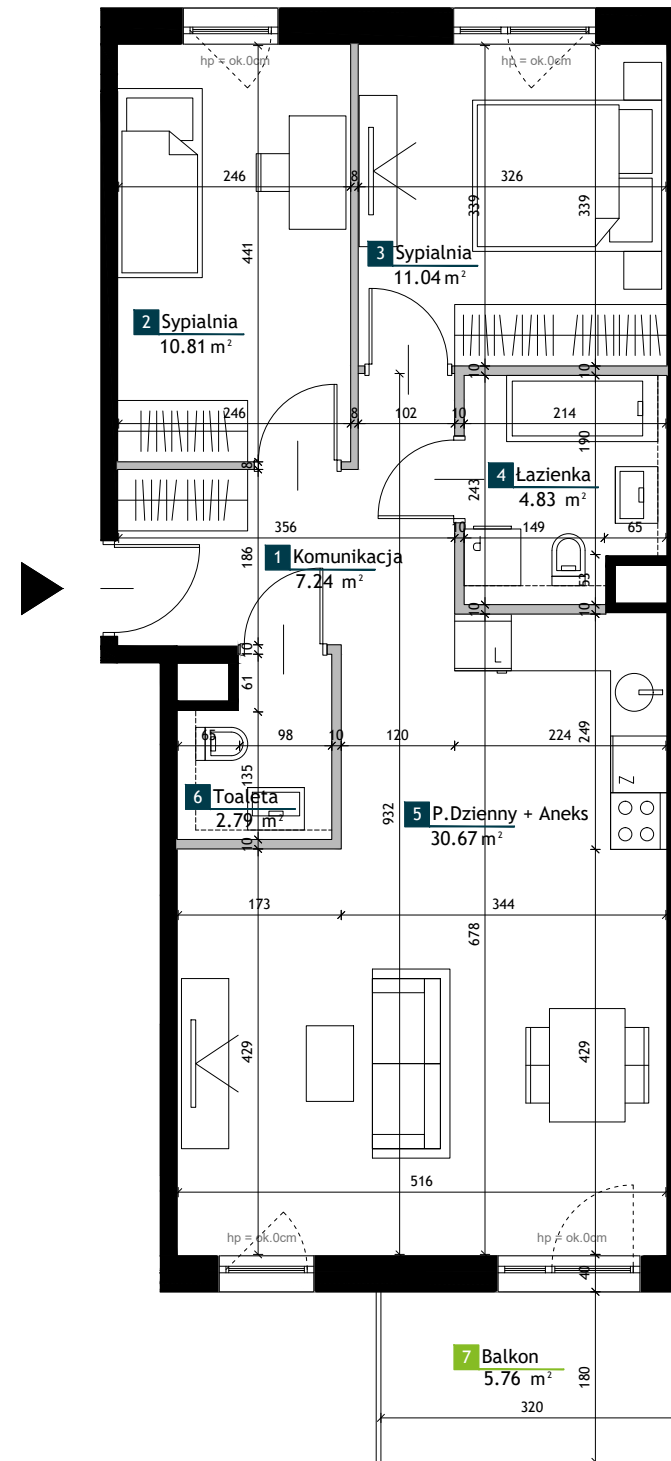 hp = ok.0cm
hp = ok.0cm
246
8
326
339
339
441
3 Sypialnia
11.04 m²
2 Sypialnia
10.81 m²
10
10
246
8
102
10
214
190
4 Łazienka
4.83 m²
243
8
356
10
149
65
186
1 Komunikacja
7.24 m²
P
53
10
10
10
L
61
65
98
10
120
224
249
135
Z
6 Toaleta
2.79 m²
932
5 P.Dzienny + Aneks
30.67 m²
10
173
344
678
429
429
516
hp = ok.0cm
hp = ok.0cm
40
7 Balkon
5.76 m²
180
320